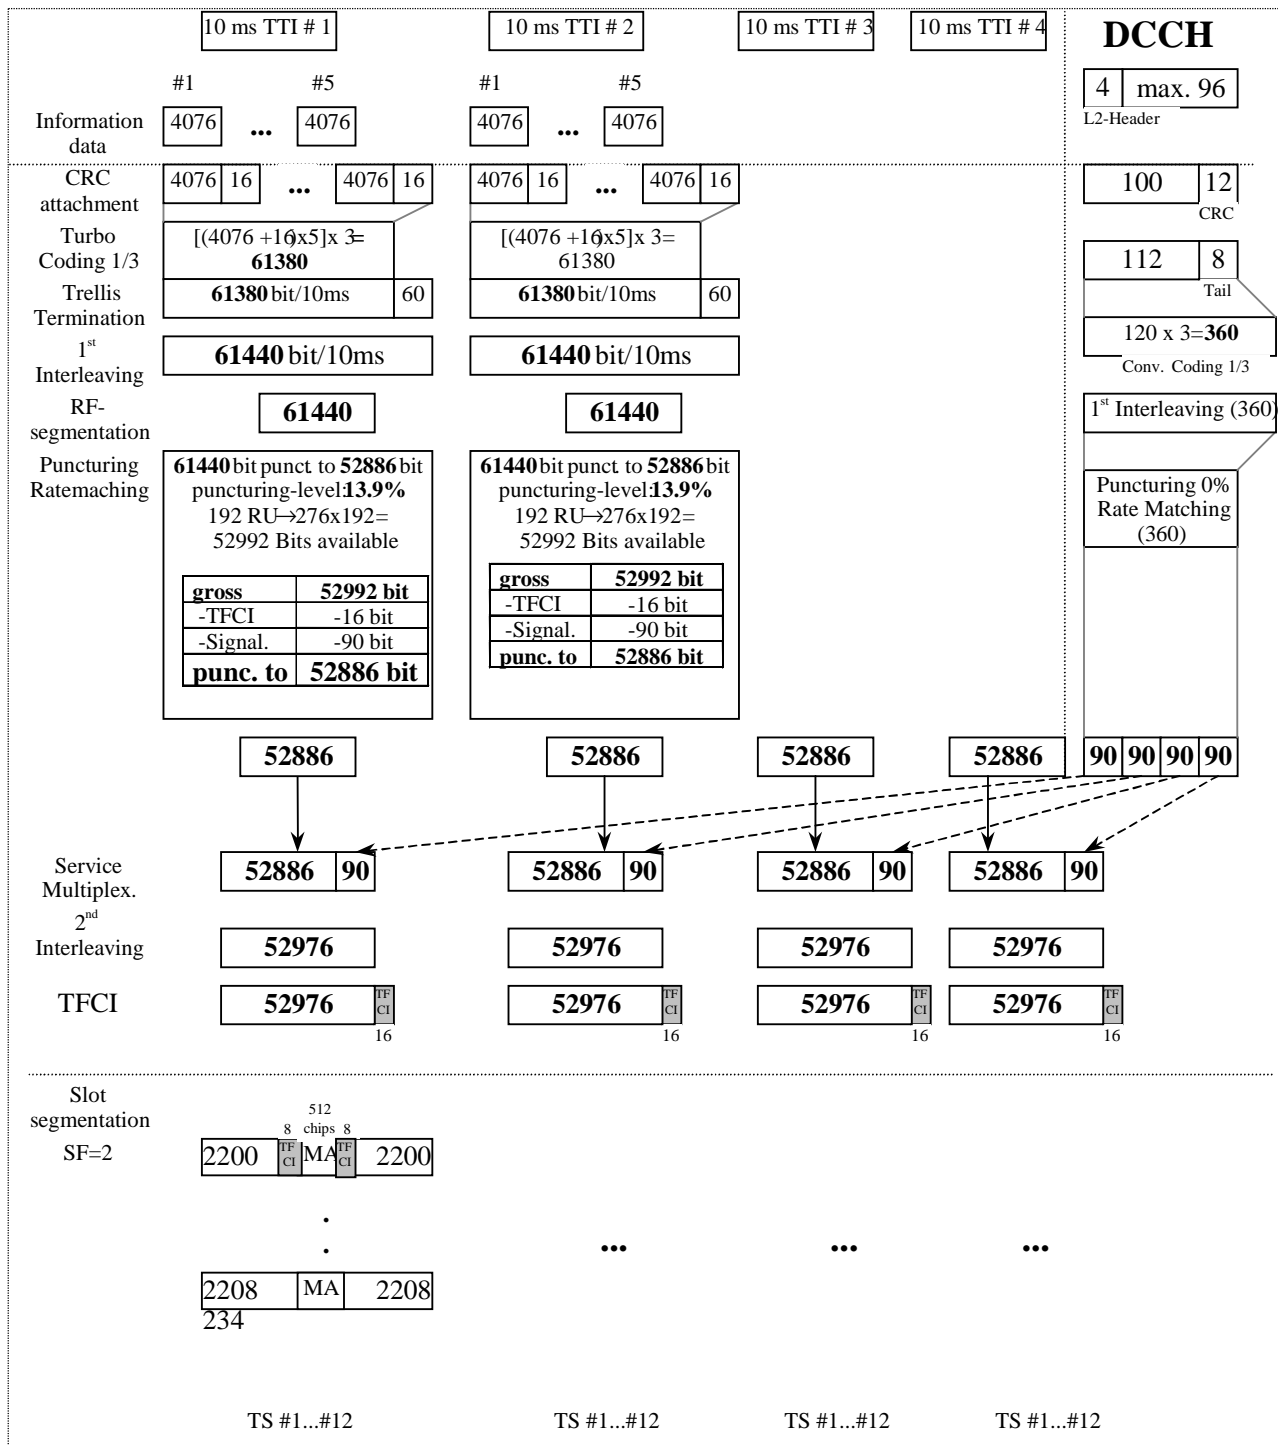 10 ms TTI # 1
10 ms TTI # 2
10 ms TTI # 3
10 ms TTI # 4
DCCH
#1
#5
#1
#5
4
max. 96
L2-Header
Information
data
4076
...
4076
4076
...
4076
CRC
attachment
4076
16
...
4076
16
4076
16
...
4076
16
100
12
CRC
Turbo
Coding 1/3
[(4076 +16)x5]x 3=
61380
[(4076 +16)x5]x 3=
61380
112
8
Tail
Trellis
Termination
61380 bit/10ms
60
61380 bit/10ms
60
1st
Interleaving
61440 bit/10ms
61440 bit/10ms
120 x 3=360
Conv. Coding 1/3
RF-
segmentation
61440
61440
1st Interleaving (360)
Puncturing
Ratemaching
61440 bit punct. to 52886 bit
puncturing-level:13.9%
192 RU→276x192=
52992 Bits available
gross
52992 bit
-TFCI
-16 bit
-Signal.
-90 bit
punc. to
52886 bit
61440 bit punct. to 52886 bit
puncturing-level:13.9%
192 RU→276x192=
52992 Bits available
gross
52992 bit
-TFCI
-16 bit
-Signal.
-90 bit
punc. to
52886 bit
Puncturing 0%
Rate Matching
(360)
52886
52886
52886
52886
90
90
90
90
Service
Multiplex.
52886
90
52886
90
52886
90
52886
90
2nd
Interleaving
52976
52976
52976
52976
TFCI
52976
TF
CI
16
52976
TF
CI
16
52976
TF
CI
16
52976
TF
CI
16
Slot
segmentation
SF=2
512
chips
8
8
2200
TF
CI
MA
TF
CI
2200
.
.
...
...
...
2208
MA
2208
234
TS #1...#12
TS #1...#12
TS #1...#12
TS #1...#12